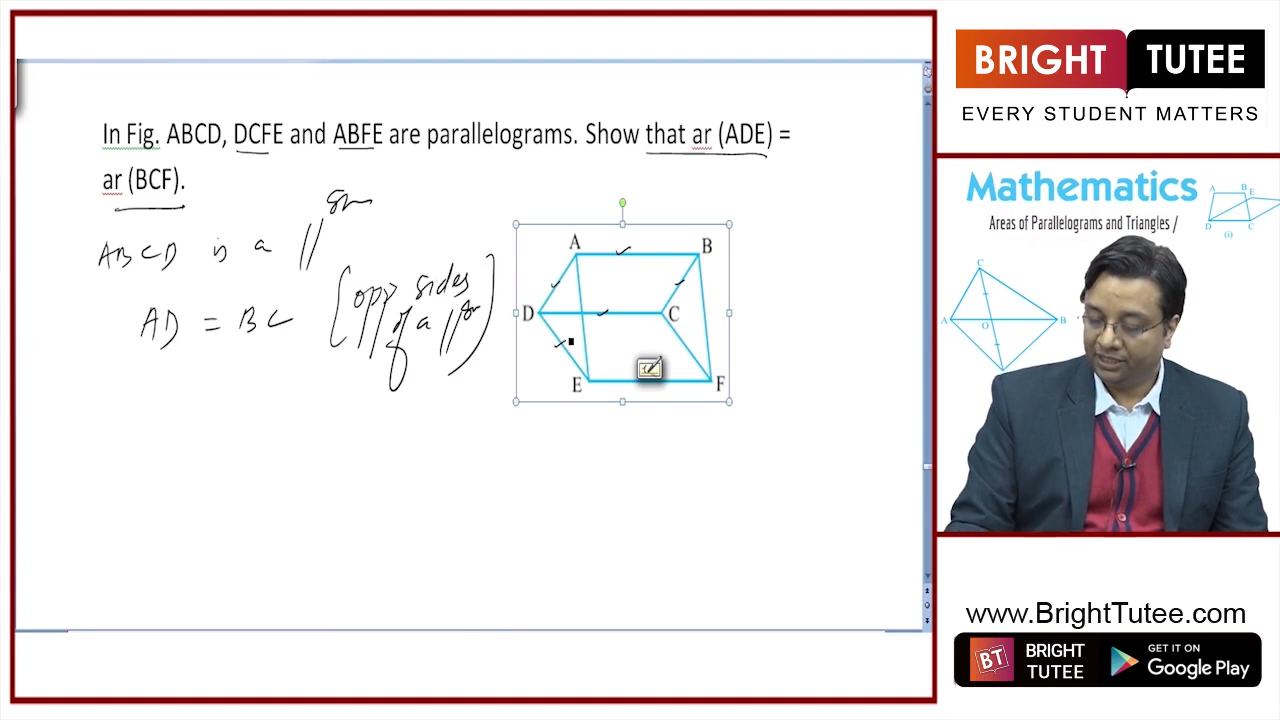 In Fig. ABCD, DCFE and ABFE are parallelograms. Show that ar (ADE) =
ar (BCF).
ABCD is a ||gm
AD = BC (opp sides
of a ||gm)
A
B
D
C
E
F
BRIGHT TUTEE
EVERY STUDENT MATTERS
Mathematics
Areas of Parallelograms and Triangles /
A
B
E
D
C
(i)
C
A
O
B
www.BrightTutee.com
BT
BRIGHT
TUTEE
GET IT ON
Google Play